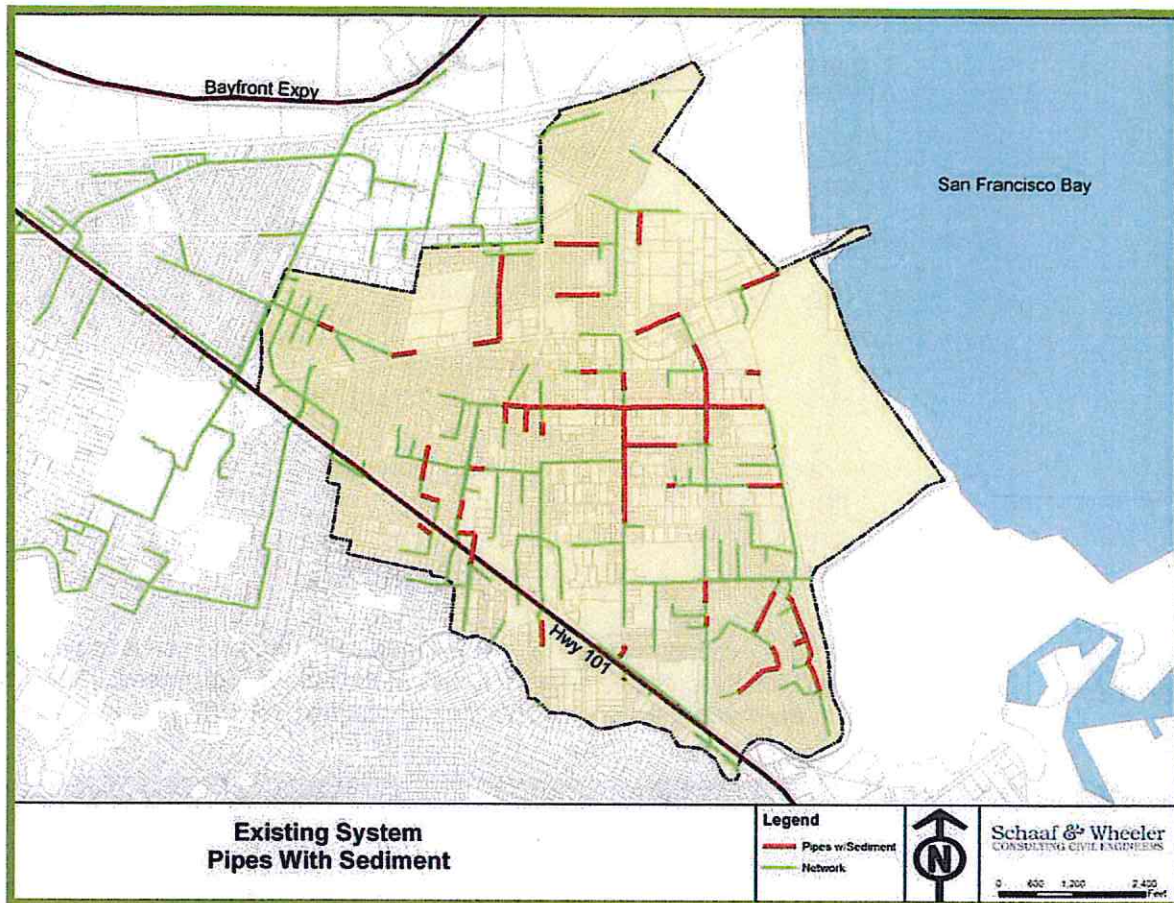 Bayfront Expy
San Francisco Bay
Hwy 101
Existing System
Pipes With Sediment
Legend
Pipes w/Sediment
Network
N
Schaaf & Wheeler
CONSULTING CIVIL ENGINEERS
0 600 1,200 2,400
Feet